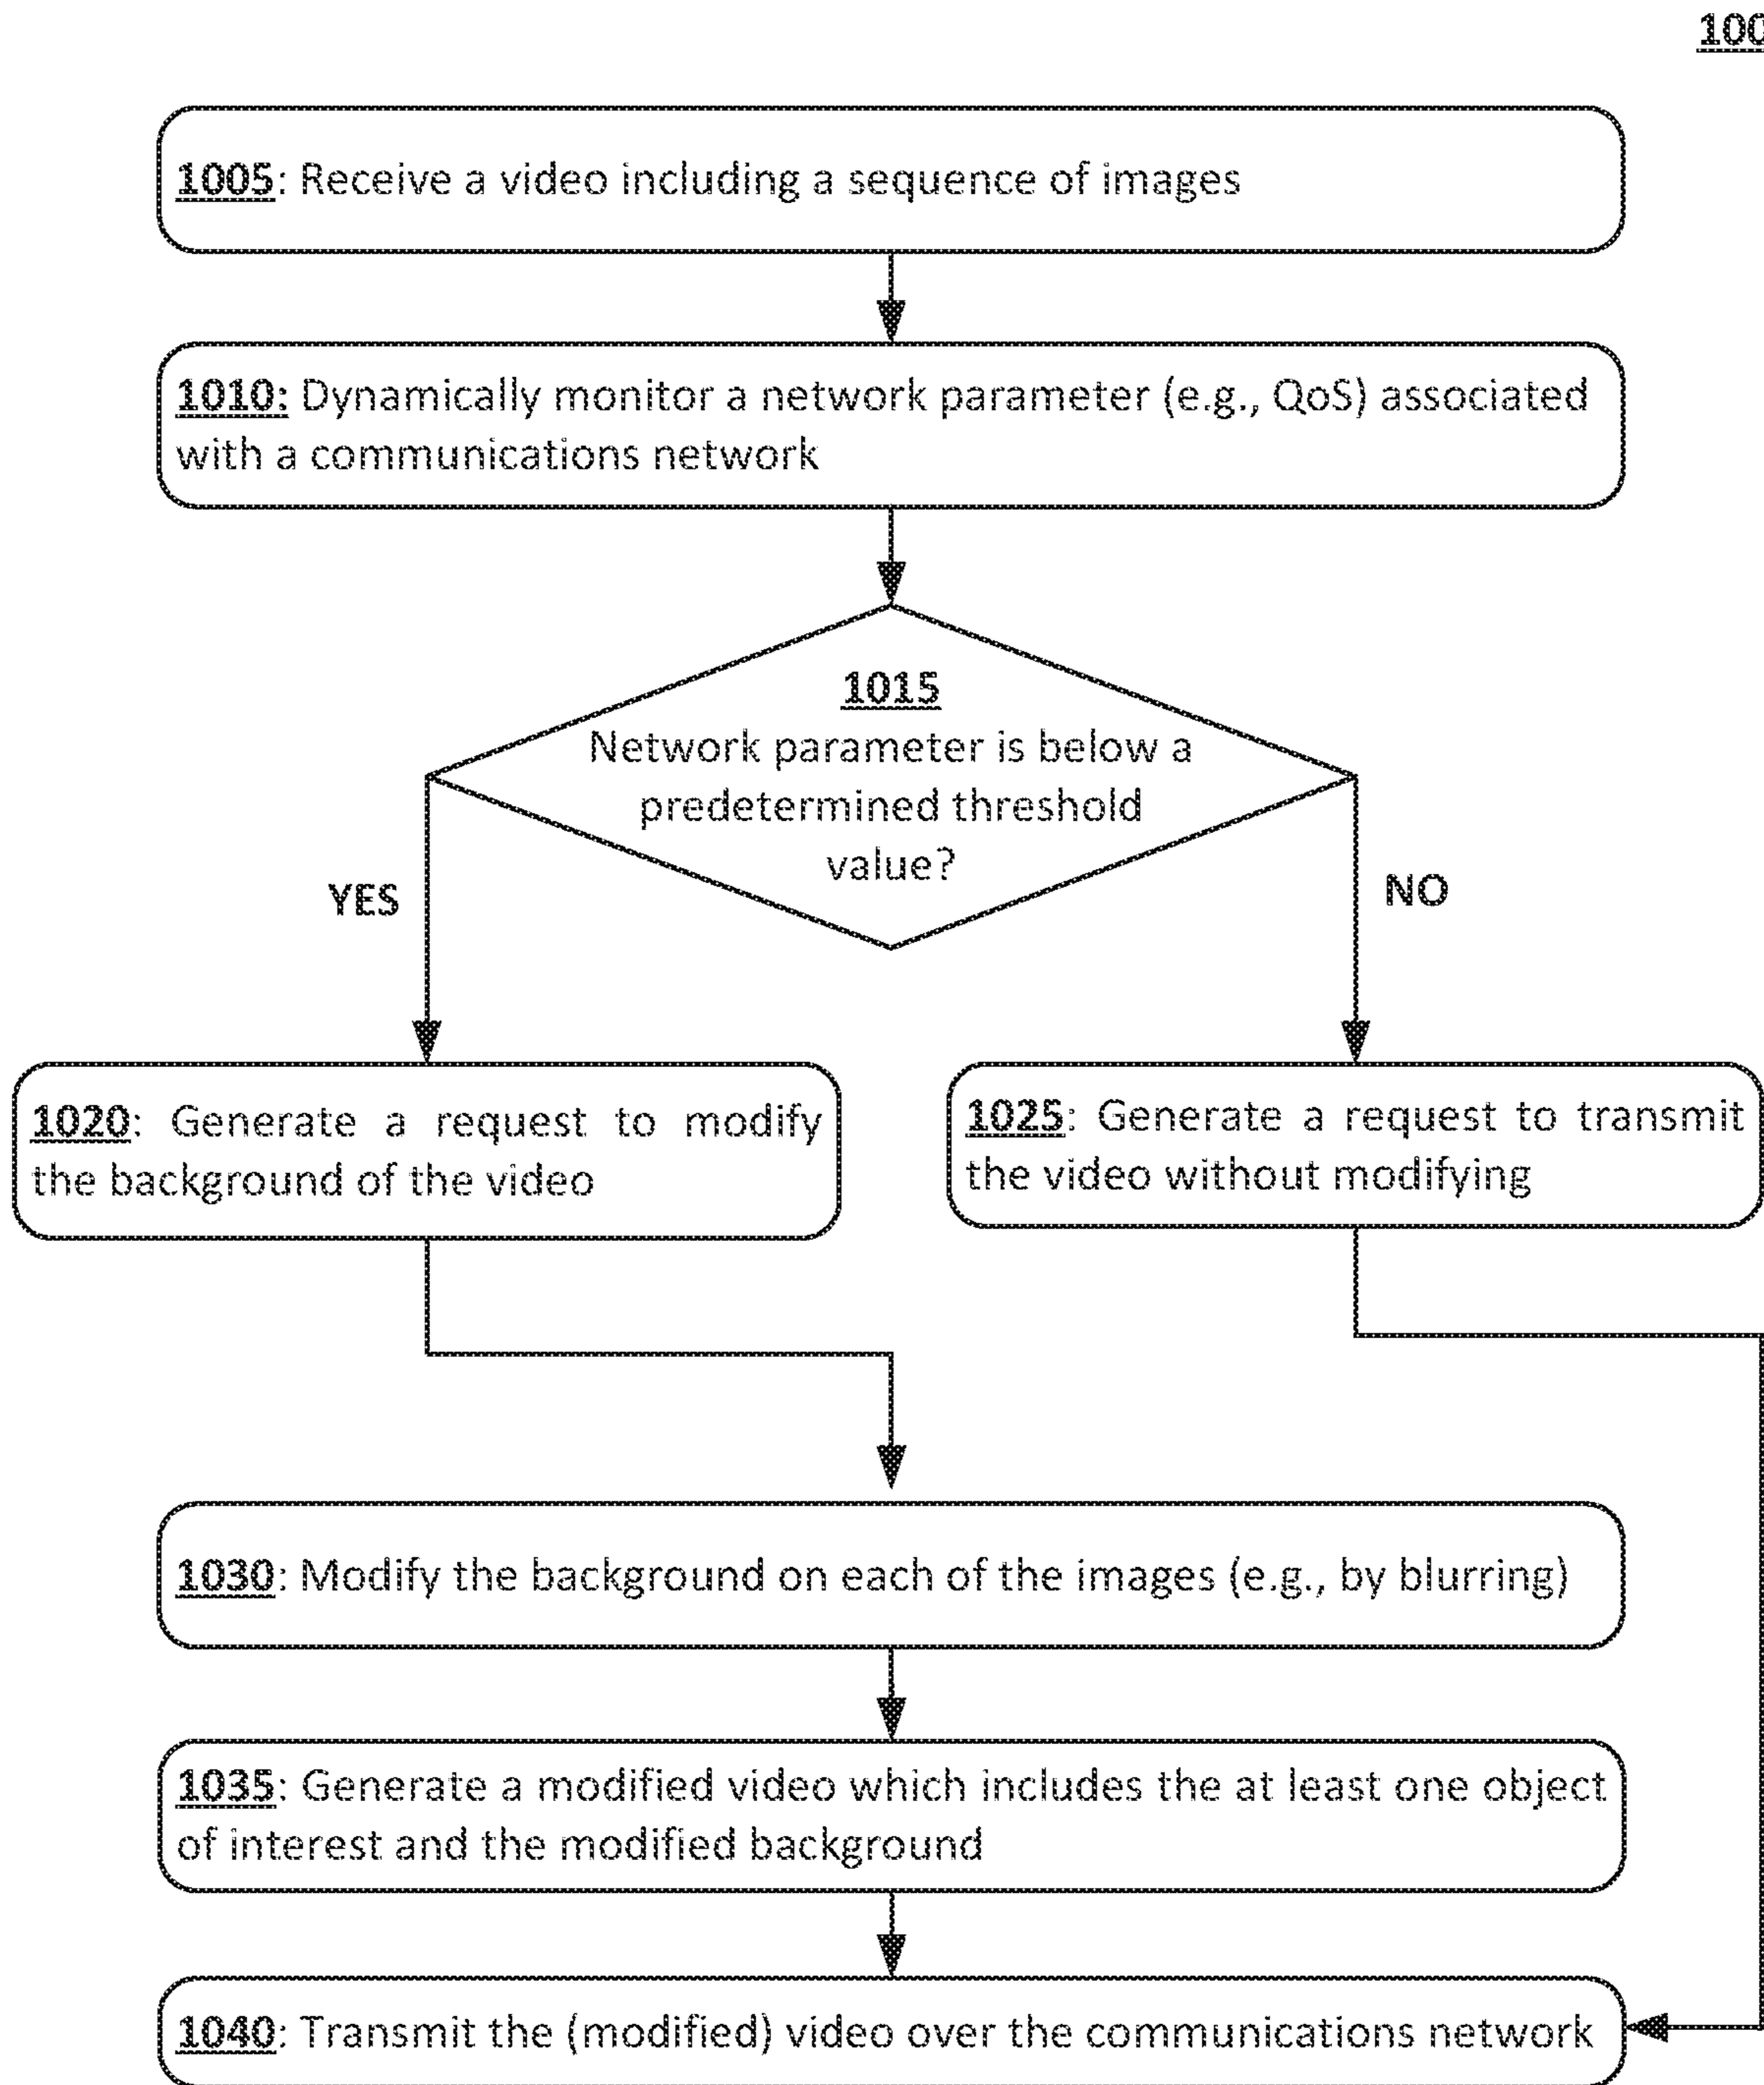 100
1005: Receive a video including a sequence of images
1010: Dynamically monitor a network parameter (e.g., QoS) associated
with a communications network
1015
Network parameter is below a
predetermined threshold
value?
YES
NO
1020: Generate a request to modify
the background of the video
1025: Generate a request to transmit
the video without modifying
1030: Modify the background on each of the images (e.g., by blurring)
1035: Generate a modified video which includes the at least one object
of interest and the modified background
1040: Transmit the (modified) video over the communications network